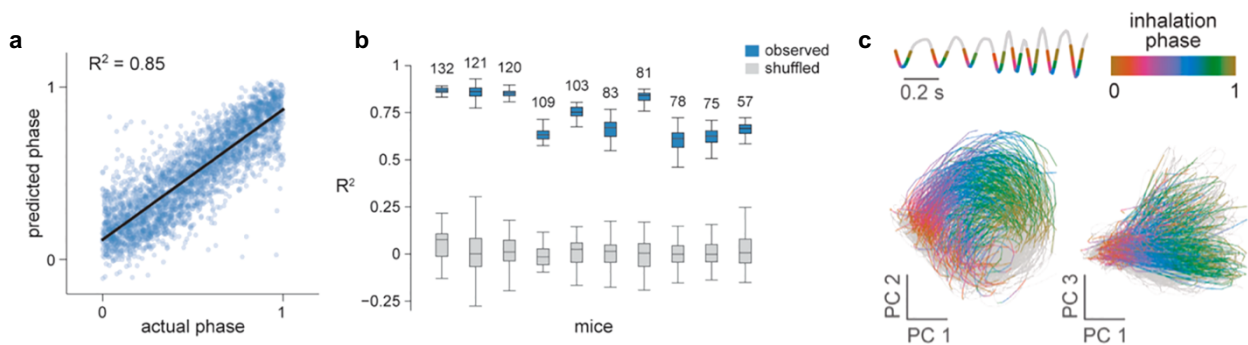 a
R² = 0.85
predicted phase
1
0
0
1
actual phase
b
observed
shuffled
R²
1
0.75
0.5
0.25
0
−0.25
132
121
120
109
103
83
81
78
75
57
mice
c
0.2 s
inhalation
phase
0
1
PC 2
PC 1
PC 3
PC 1